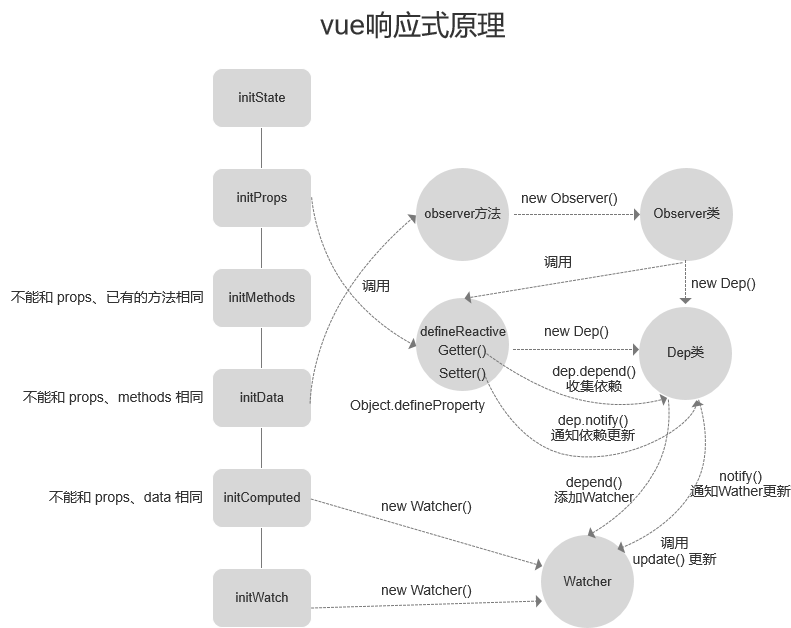 vue响应式原理
initState
initProps
observer方法
new Observer()
Observer类
调用
调用
new Dep()
不能和 props、已有的方法相同
initMethods
defineReactive
Getter()
Setter()
new Dep()
Dep类
dep.depend()
收集依赖
Object.defineProperty
不能和 props、methods 相同
initData
dep.notify()
通知依赖更新
depend()
添加Watcher
notify()
通知Wather更新
不能和 props、data 相同
initComputed
new Watcher()
调用
update() 更新
Watcher
initWatch
new Watcher()